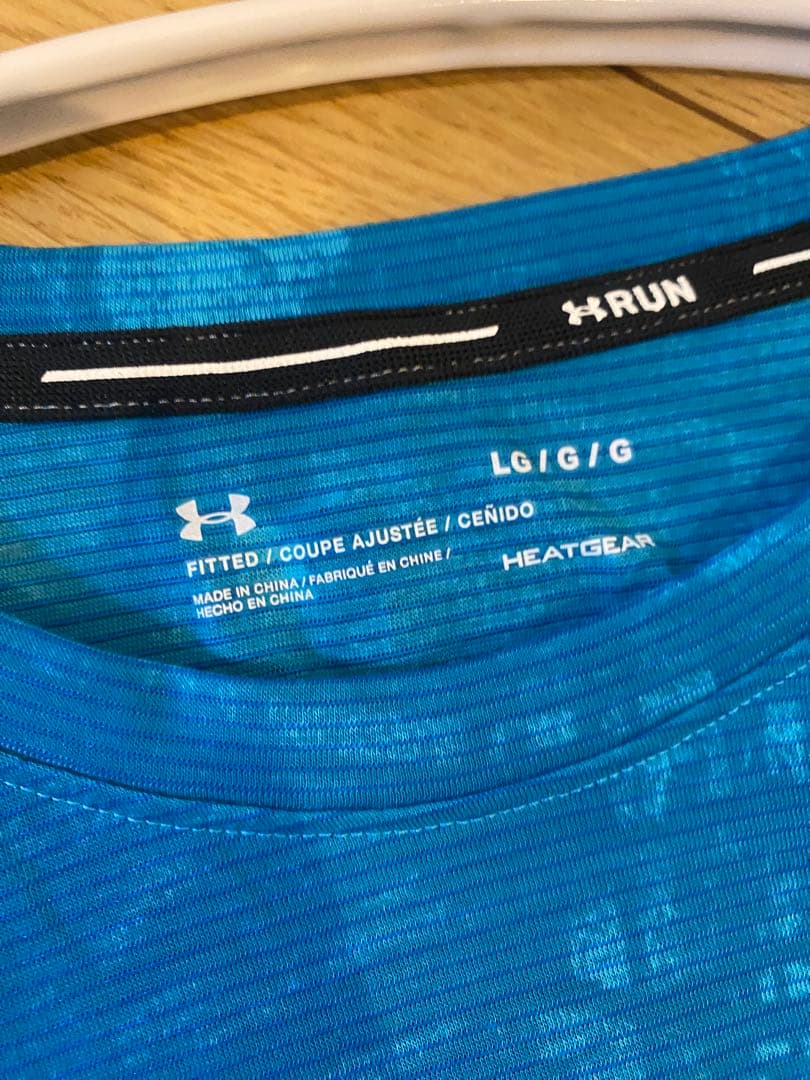 RUN
LG / G / G
FITTED / COUPE AJUSTÉE / CEÑIDO
HEATGEAR
MADE IN CHINA / FABRIQUÉ EN CHINE /
HECHO EN CHINA